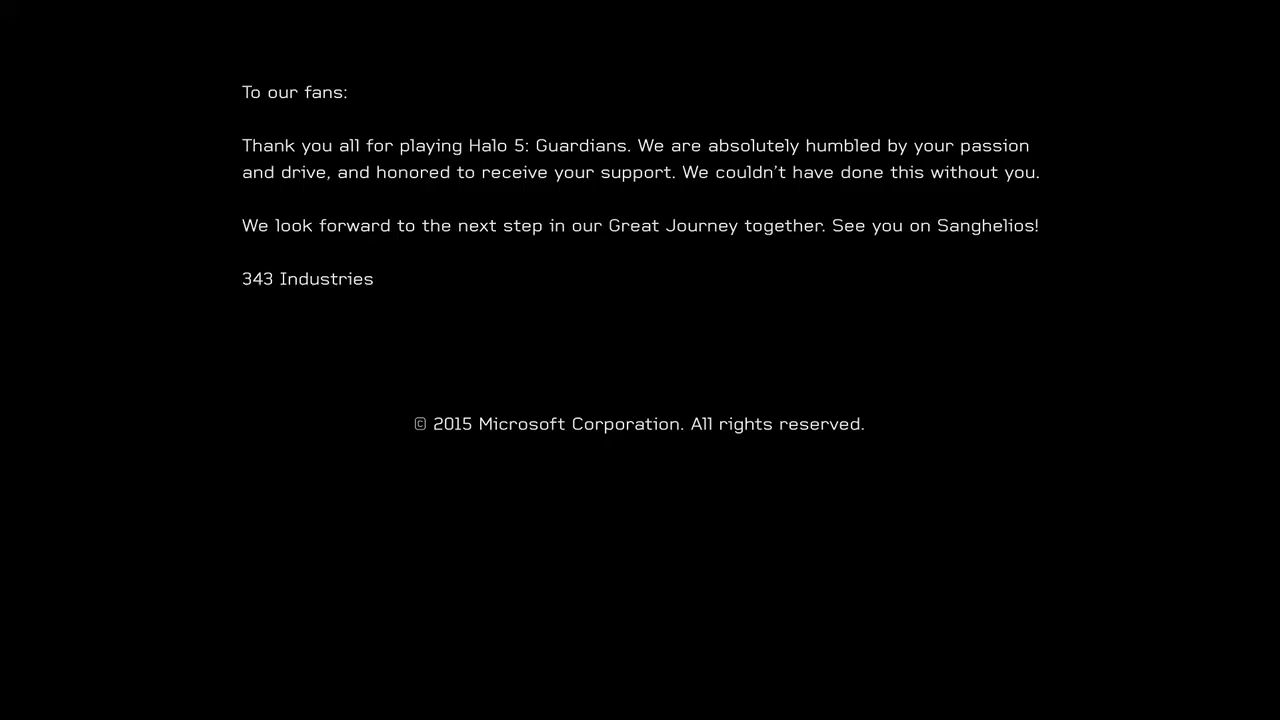 To our fans:
Thank you all for playing Halo 5: Guardians. We are absolutely humbled by your passion
and drive, and honored to receive your support. We couldn’t have done this without you.
We look forward to the next step in our Great Journey together. See you on Sanghelios!
343 Industries
© 2015 Microsoft Corporation. All rights reserved.